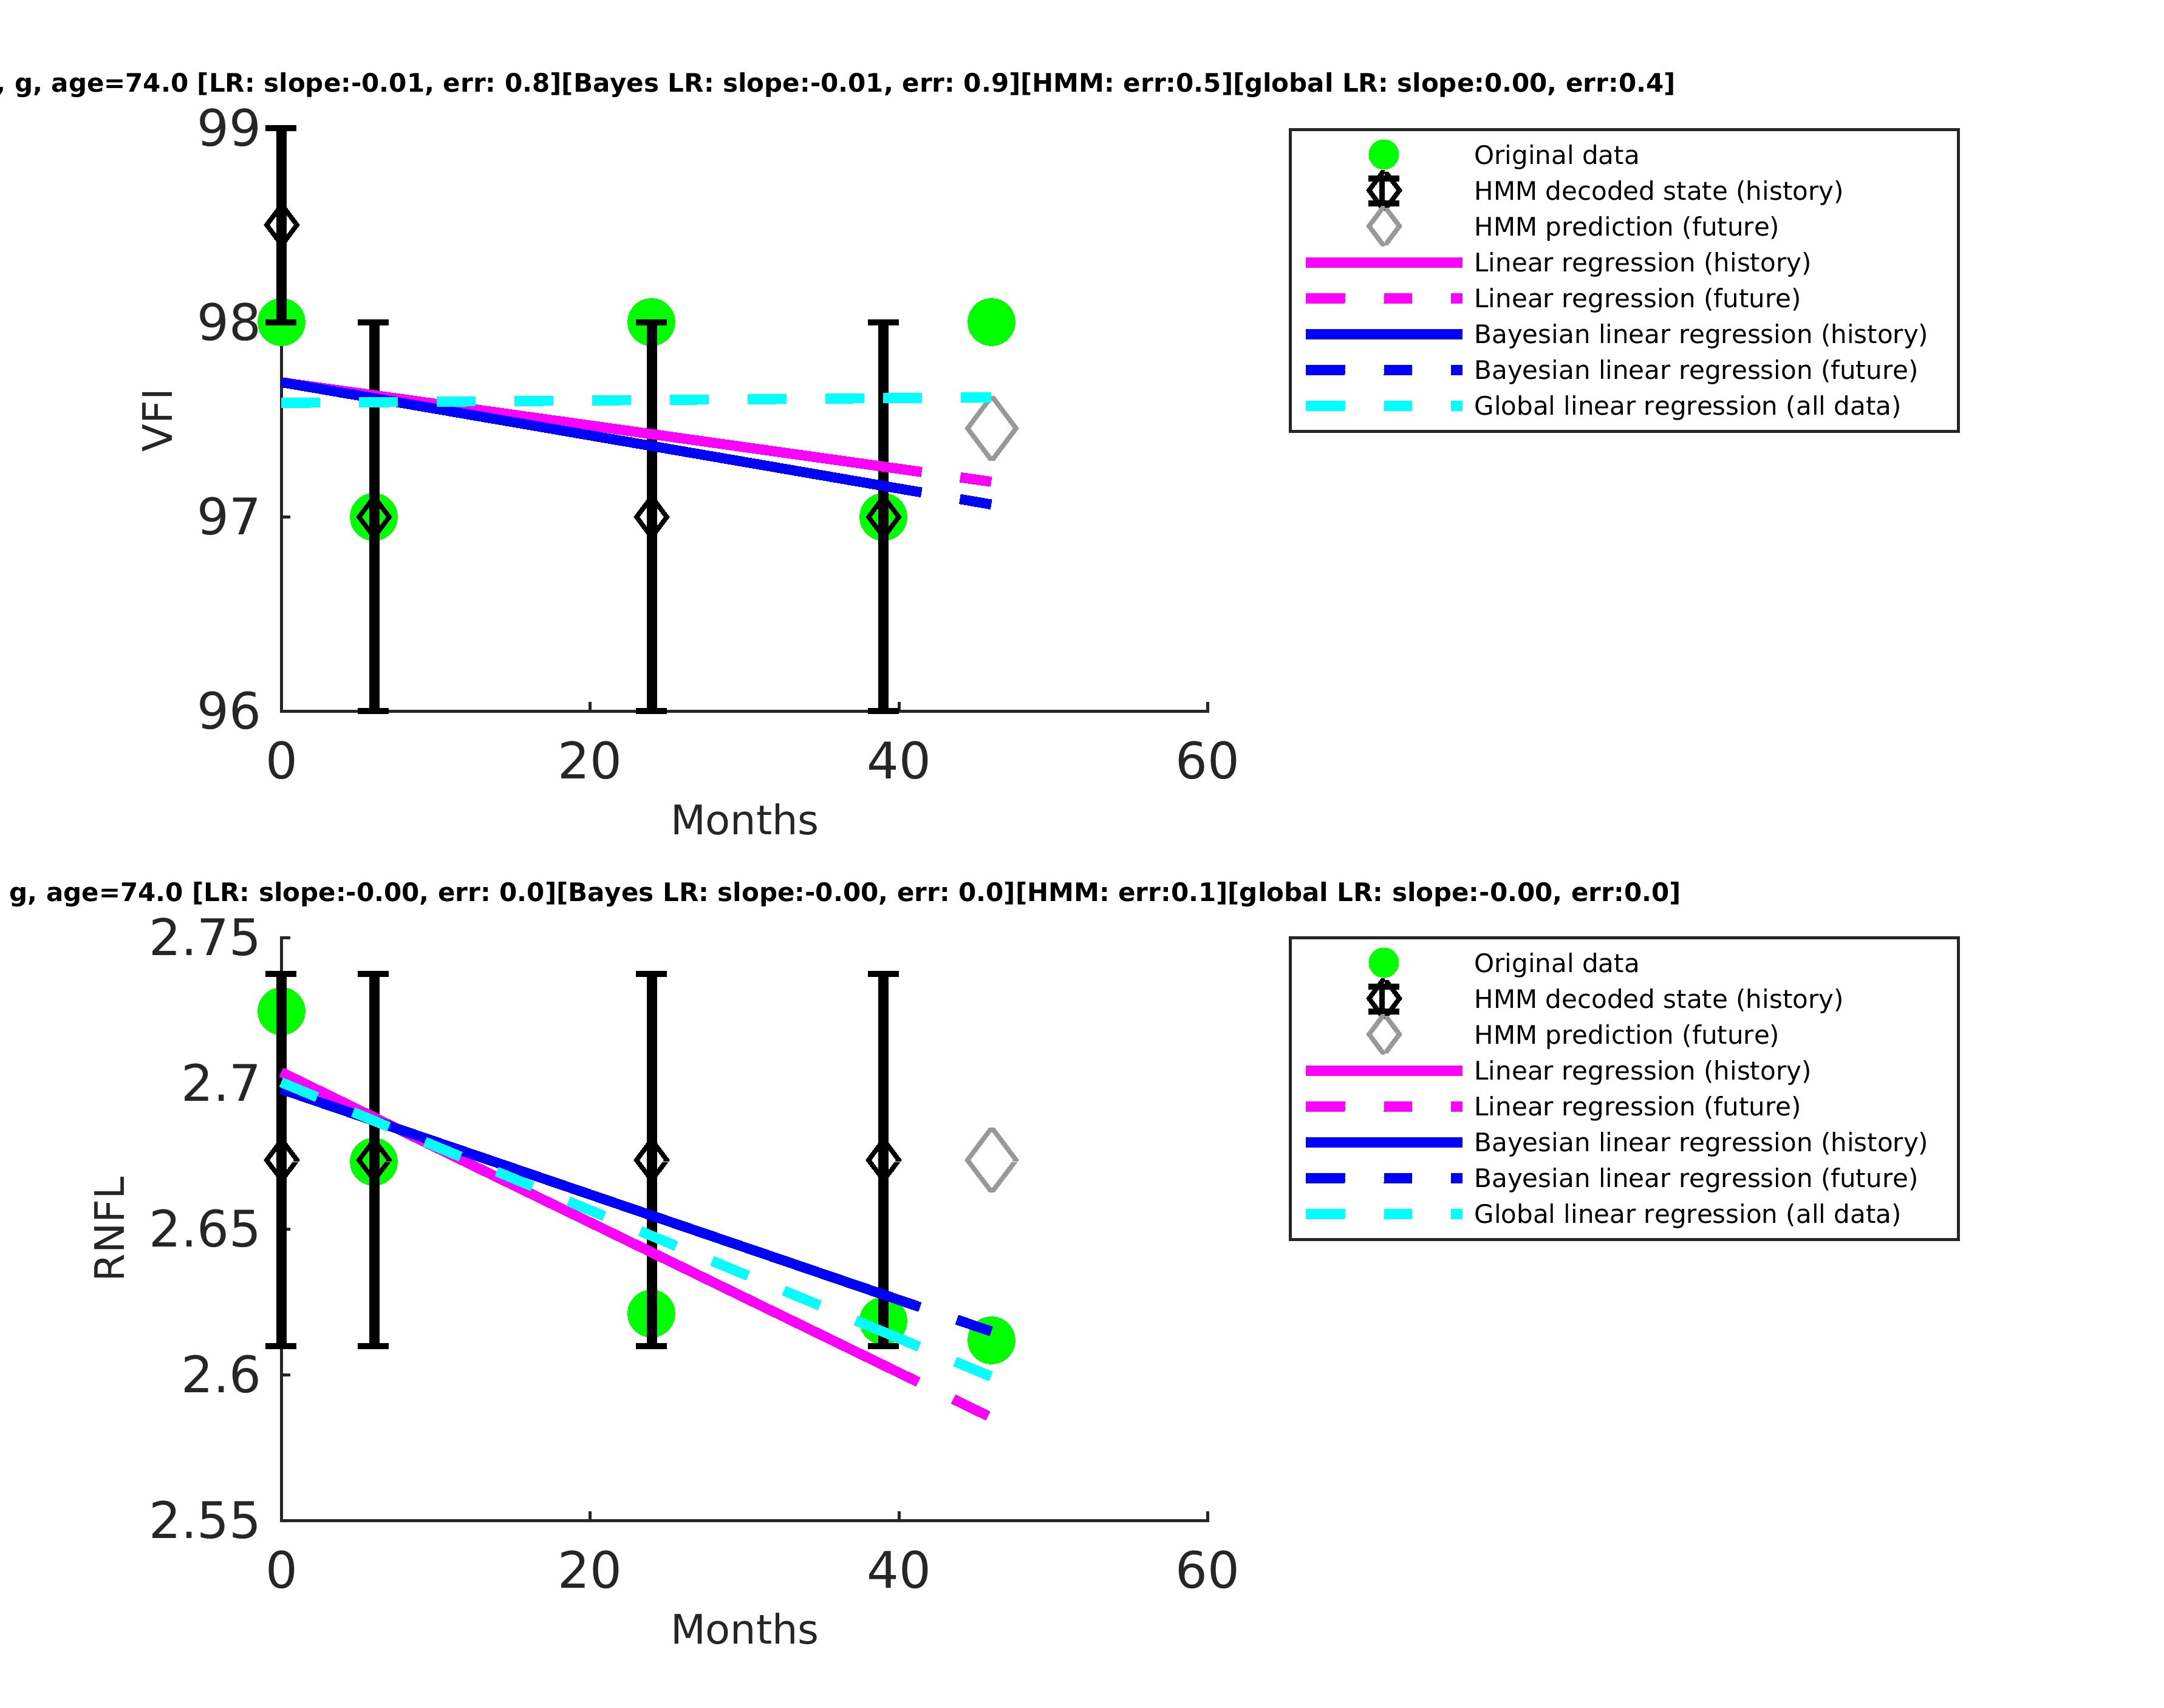 , g, age=74.0 [LR: slope:-0.01, err: 0.8][Bayes LR: slope:-0.01, err: 0.9][HMM: err:0.5][global LR: slope:0.00, err:0.4]
99
98
97
96
VFI
0 20 40 60
Months
Original data
HMM decoded state (history)
HMM prediction (future)
Linear regression (history)
Linear regression (future)
Bayesian linear regression (history)
Bayesian linear regression (future)
Global linear regression (all data)
g, age=74.0 [LR: slope:-0.00, err: 0.0][Bayes LR: slope:-0.00, err: 0.0][HMM: err:0.1][global LR: slope:-0.00, err:0.0]
2.75
2.7
2.65
2.6
2.55
RNFL
0 20 40 60
Months
Original data
HMM decoded state (history)
HMM prediction (future)
Linear regression (history)
Linear regression (future)
Bayesian linear regression (history)
Bayesian linear regression (future)
Global linear regression (all data)